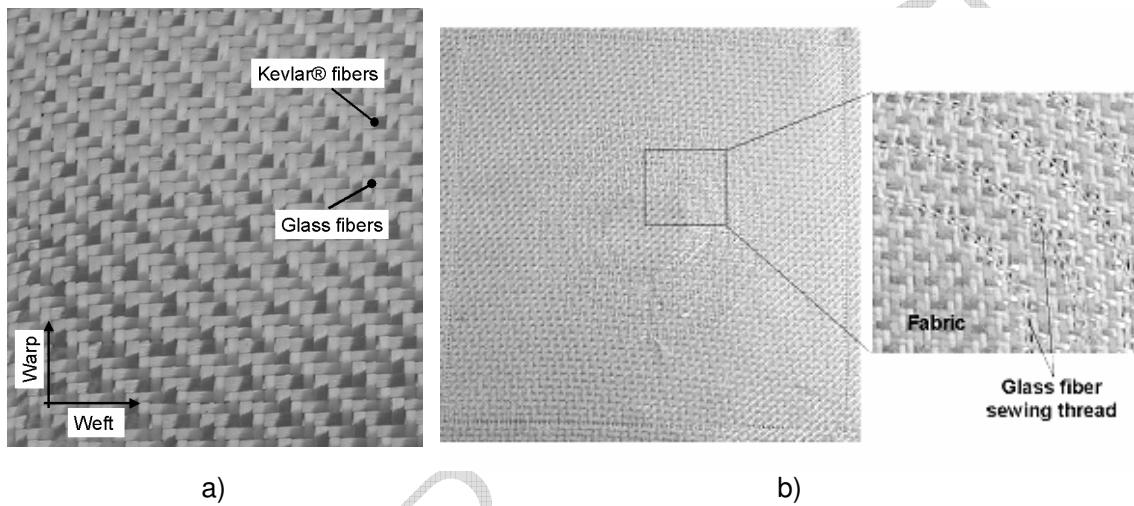 Kevlar® fibers
Glass fibers
Warp
Weft
Fabric
Glass fiber
sewing thread
a)
b)